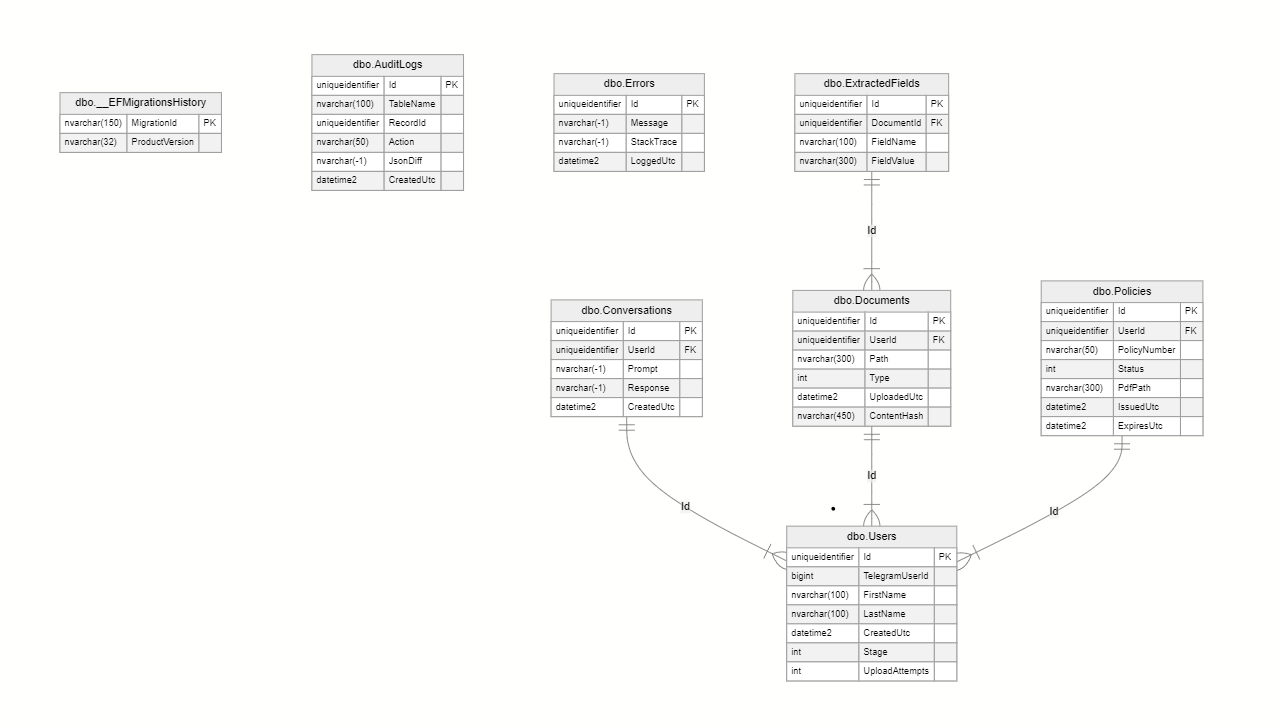 dbo.__EFMigrationsHistory
nvarchar(150) MigrationId PK
nvarchar(32) ProductVersion
dbo.AuditLogs
uniqueidentifier Id PK
nvarchar(100) TableName
uniqueidentifier RecordId
nvarchar(50) Action
nvarchar(-1) JsonDiff
datetime2 CreatedUtc
dbo.Errors
uniqueidentifier Id PK
nvarchar(-1) Message
nvarchar(-1) StackTrace
datetime2 LoggedUtc
dbo.ExtractedFields
uniqueidentifier Id PK
uniqueidentifier DocumentId FK
nvarchar(100) FieldName
nvarchar(300) FieldValue
Id
dbo.Conversations
uniqueidentifier Id PK
uniqueidentifier UserId FK
nvarchar(-1) Prompt
nvarchar(-1) Response
datetime2 CreatedUtc
dbo.Documents
uniqueidentifier Id PK
uniqueidentifier UserId FK
nvarchar(300) Path
int Type
datetime2 UploadedUtc
nvarchar(450) ContentHash
dbo.Policies
uniqueidentifier Id PK
uniqueidentifier UserId FK
nvarchar(50) PolicyNumber
int Status
nvarchar(300) PdfPath
datetime2 IssuedUtc
datetime2 ExpiresUtc
Id
Id
Id
dbo.Users
uniqueidentifier Id PK
bigint TelegramUserId
nvarchar(100) FirstName
nvarchar(100) LastName
datetime2 CreatedUtc
int Stage
int UploadAttempts